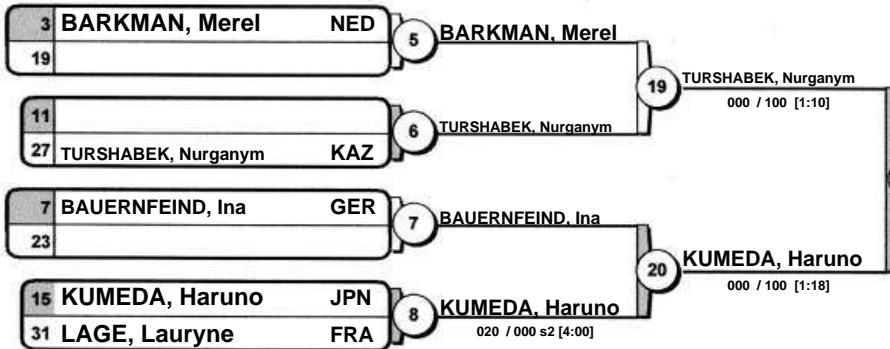 3 BARKMAN, Merel NED
19
5 BARKMAN, Merel
11
27 TURSHABEK, Nurganym KAZ
6 TURSHABEK, Nurganym
19 TURSHABEK, Nurganym
000 / 100 [1:10]
7 BAUERNFEIND, Ina GER
23
7 BAUERNFEIND, Ina
15 KUMEDA, Haruno JPN
31 LAGE, Lauryne FRA
8 KUMEDA, Haruno
020 / 000 s2 [4:00]
20 KUMEDA, Haruno
000 / 100 [1:18]